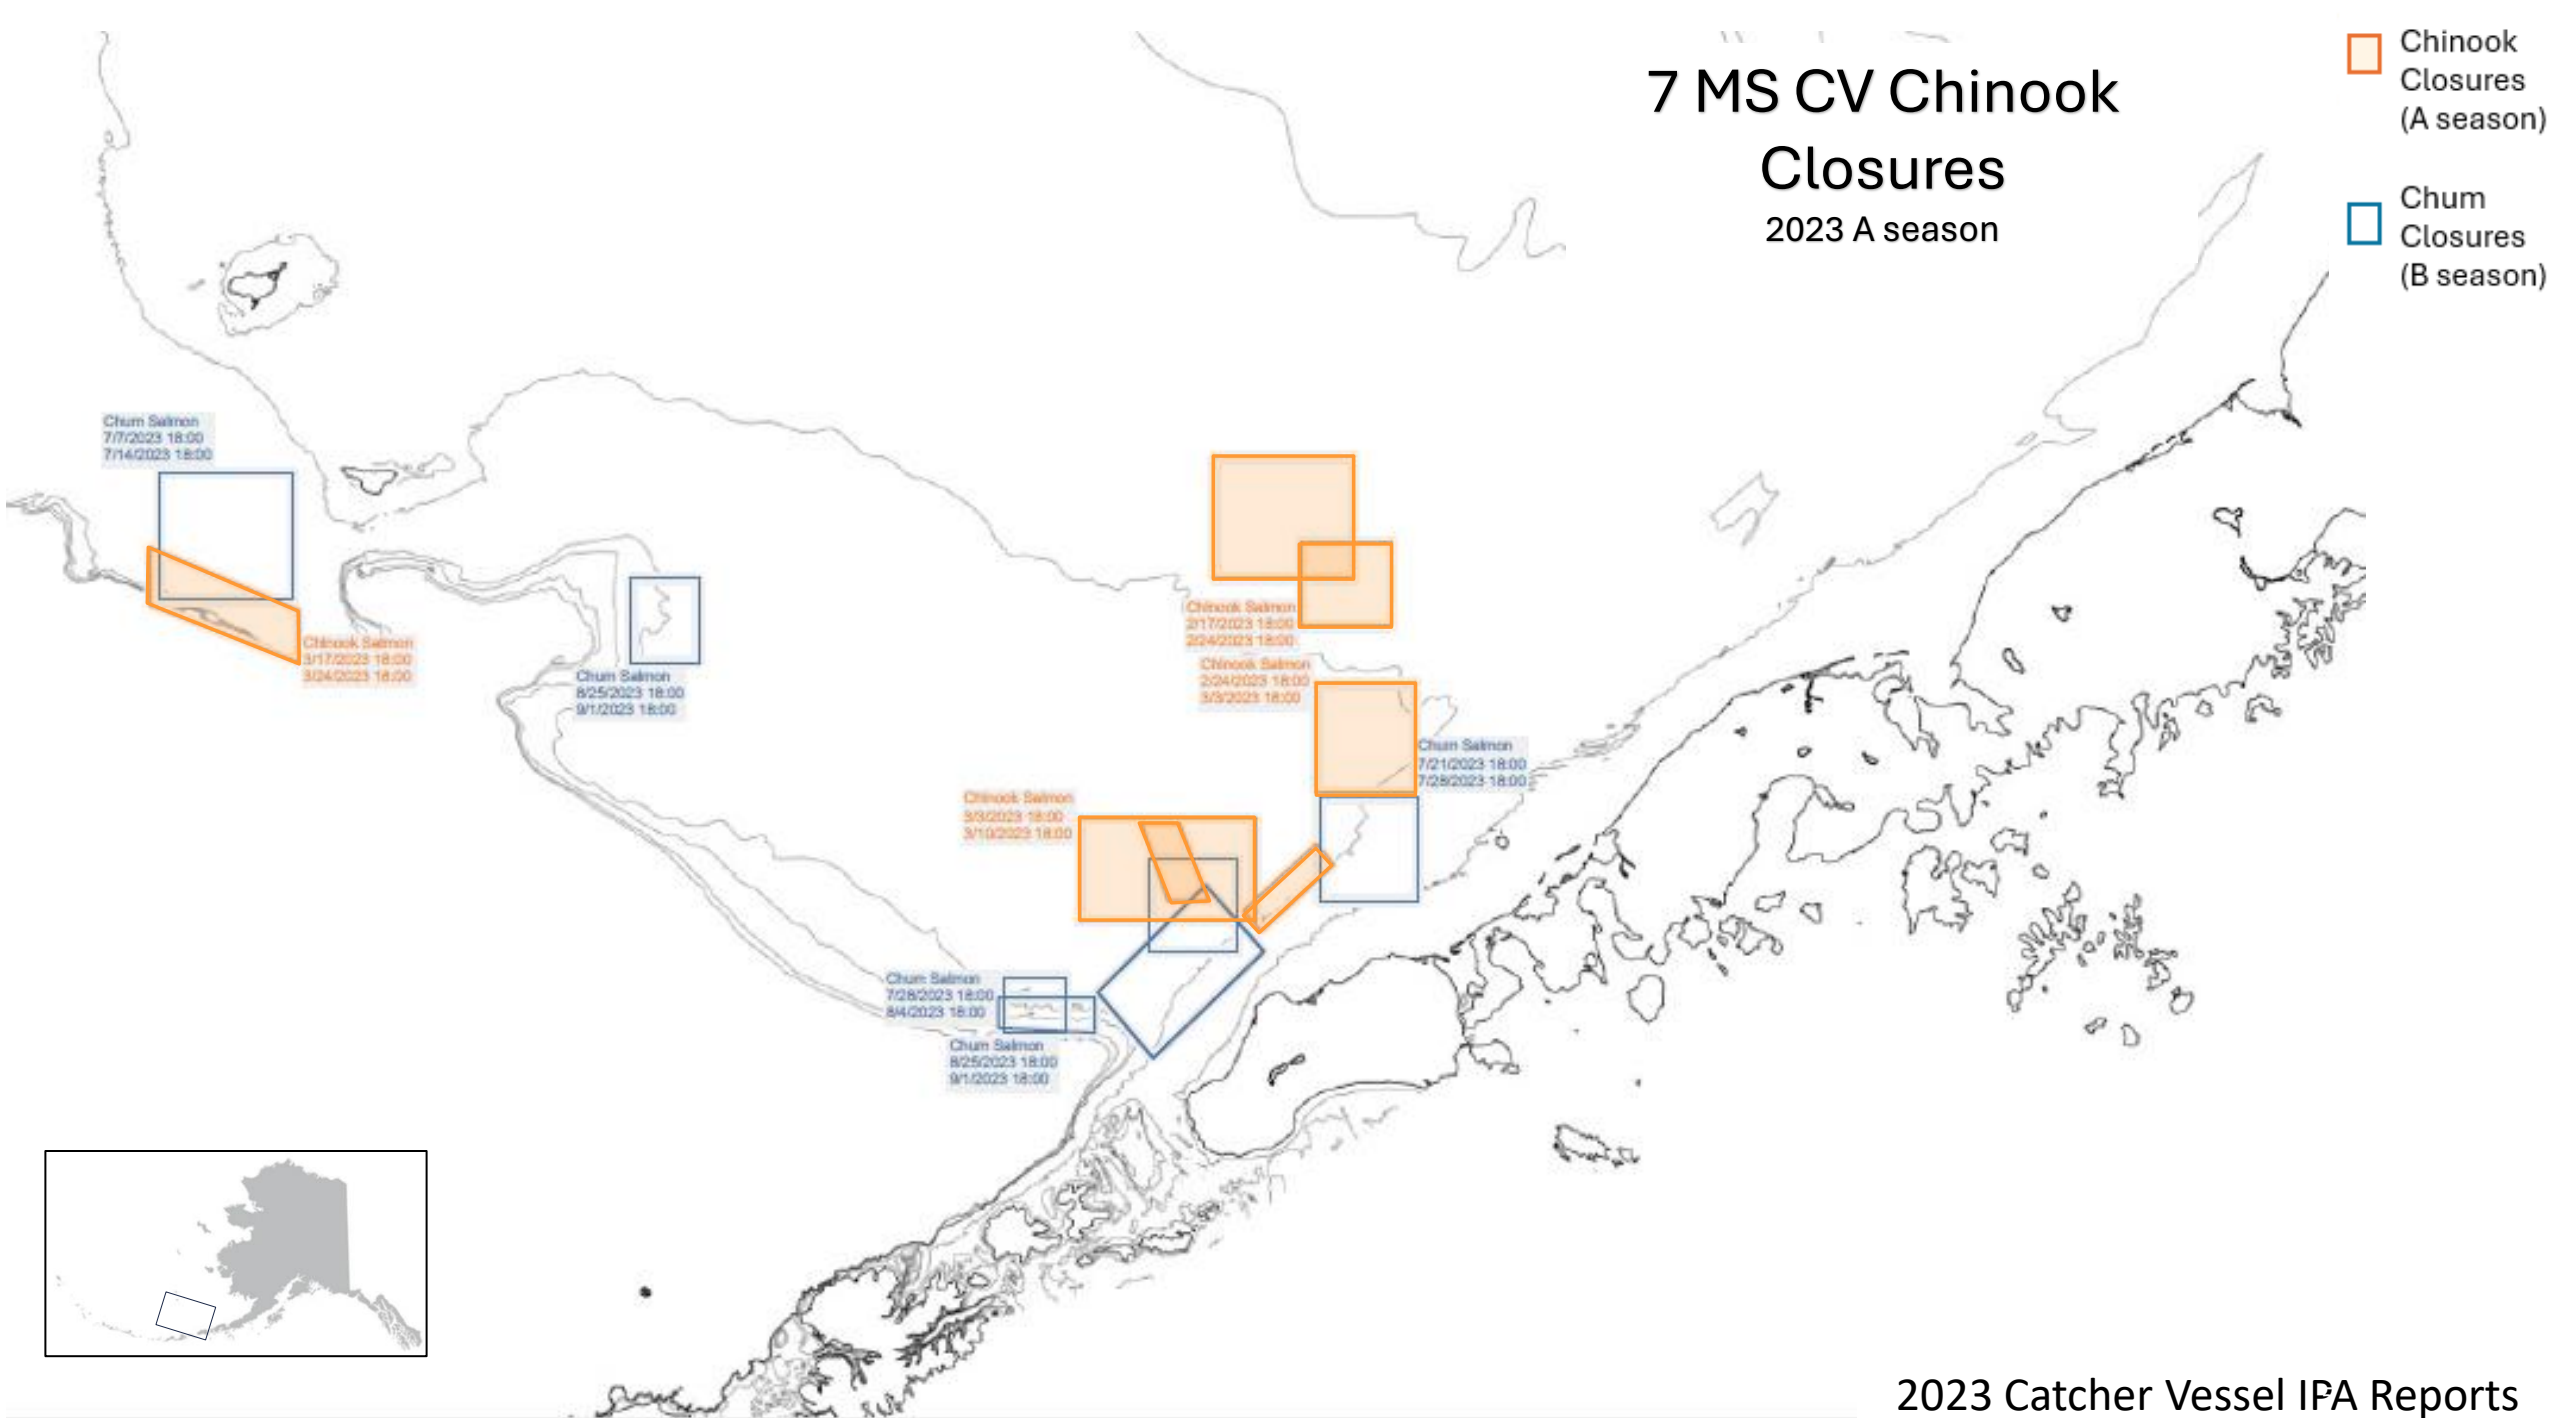 7 MS CV Chinook
Closures
2023 A season
Chinook
Closures
(A season)
Chum
Closures
(B season)
Chum Salmon
7/7/2023 18:00
7/14/2023 18:00
Chinook Salmon
3/17/2023 18:00
3/24/2023 18:00
Chum Salmon
8/25/2023 18:00
9/1/2023 18:00
Chinook Salmon
2/17/2023 18:00
2/24/2023 18:00
Chinook Salmon
2/24/2023 18:00
3/3/2023 18:00
Chum Salmon
7/21/2023 18:00
7/28/2023 18:00
Chinook Salmon
3/3/2023 18:00
3/10/2023 18:00
Chum Salmon
7/28/2023 18:00
8/4/2023 18:00
Chum Salmon
8/25/2023 18:00
9/1/2023 18:00
2023 Catcher Vessel IPA Reports